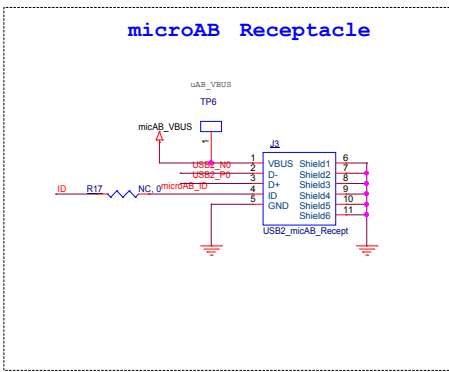 microAB Receptacle
uAB_VBUS
TP6
micAB_VBUS
1
J3
USB2_N0
USB2_P0
microAB_ID
ID R17 NC, 0
1 VBUS Shield1 6
2 D- Shield2 7
3 D+ Shield3 8
4 ID Shield4 9
5 GND Shield5 10
Shield6 11
USB2_micAB_Recept